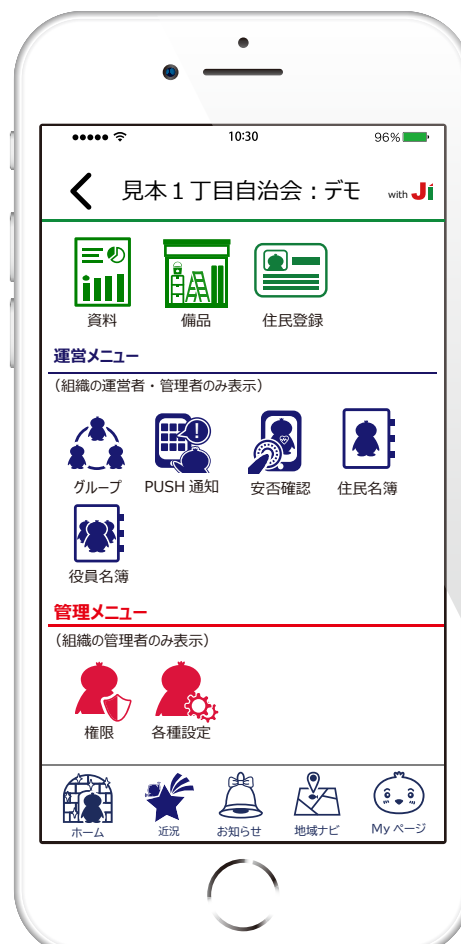 10:30 96%
見本１丁目自治会：デモ with Ji
資料 備品 住民登録
運営メニュー
（組織の運営者・管理者のみ表示）
グループ PUSH 通知 安否確認 住民名簿
役員名簿
管理メニュー
（組織の管理者のみ表示）
権限 各種設定
ホーム 近況 お知らせ 地域ナビ My ページ